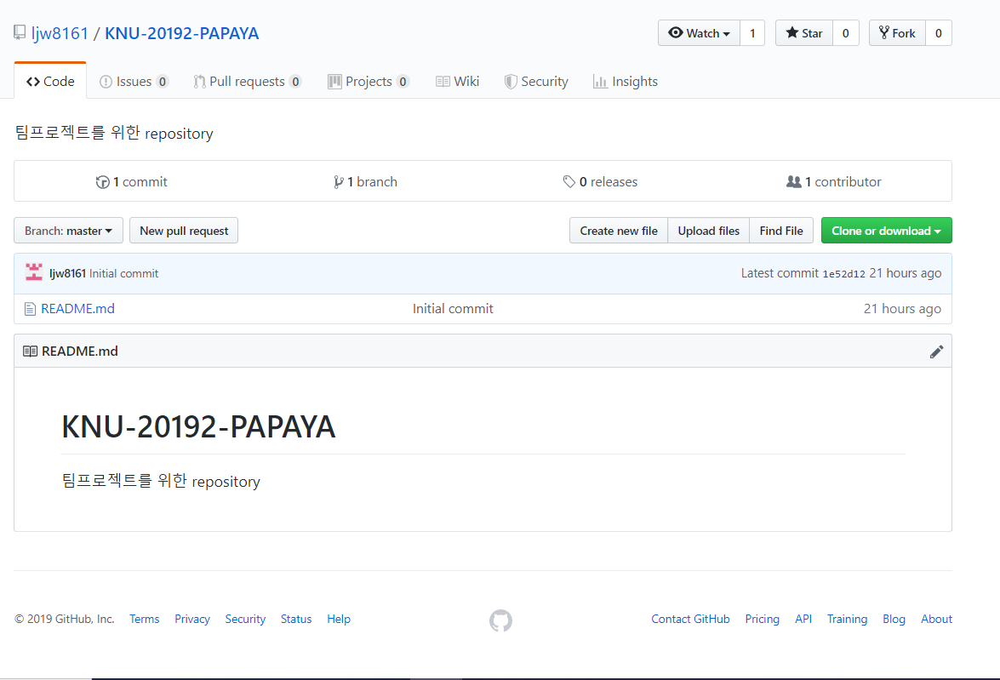 ljw8161 / KNU-20192-PAPAYA Watch 1 Star 0 Fork 0
Code Issues 0 Pull requests 0 Projects 0 Wiki Security Insights
팀프로젝트를 위한 repository
1 commit 1 branch 0 releases 1 contributor
Branch: master New pull request Create new file Upload files Find File Clone or download
ljw8161 Initial commit Latest commit 1e52d12 21 hours ago
README.md Initial commit 21 hours ago
README.md
KNU-20192-PAPAYA
팀프로젝트를 위한 repository
© 2019 GitHub, Inc. Terms Privacy Security Status Help Contact GitHub Pricing API Training Blog About